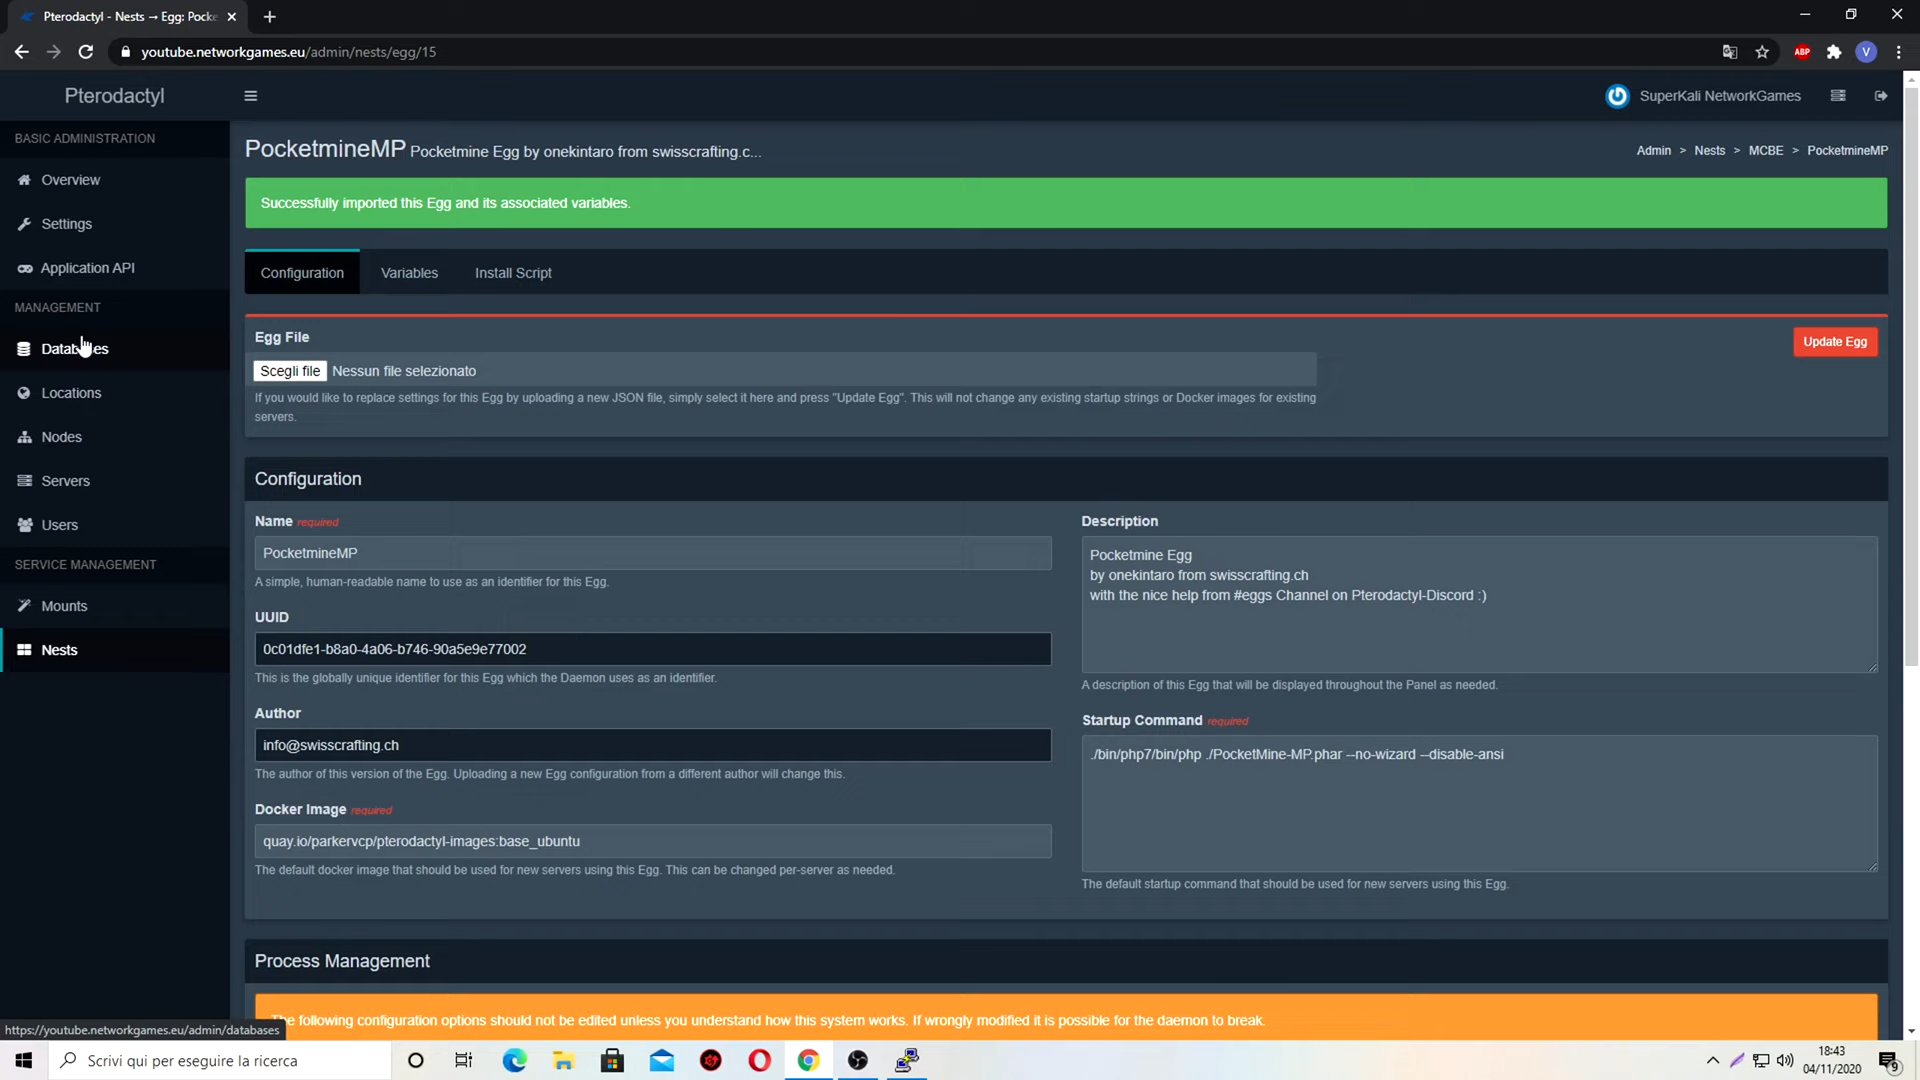 Pterodactyl - Nests → Egg: Pocke
youtube.networkgames.eu/admin/nests/egg/15
ABP
V
Pterodactyl
SuperKali NetworkGames
BASIC ADMINISTRATION
Overview
Settings
Application API
MANAGEMENT
Databases
Locations
Nodes
Servers
Users
SERVICE MANAGEMENT
Mounts
Nests
PocketmineMP Pocketmine Egg by onekintaro from swisscrafting.c...
Admin > Nests > MCBE > PocketmineMP
Successfully imported this Egg and its associated variables.
Configuration Variables Install Script
Egg File
Update Egg
Scegli file Nessun file selezionato
If you would like to replace settings for this Egg by uploading a new JSON file, simply select it here and press "Update Egg". This will not change any existing startup strings or Docker images for existing
servers.
Configuration
Name required
PocketmineMP
A simple, human-readable name to use as an identifier for this Egg.
UUID
0c01dfe1-b8a0-4a06-b746-90a5e9e77002
This is the globally unique identifier for this Egg which the Daemon uses as an identifier.
Author
info@swisscrafting.ch
The author of this version of the Egg. Uploading a new Egg configuration from a different author will change this.
Docker Image required
quay.io/parkervcp/pterodactyl-images:base_ubuntu
The default docker image that should be used for new servers using this Egg. This can be changed per-server as needed.
Description
Pocketmine Egg
by onekintaro from swisscrafting.ch
with the nice help from #eggs Channel on Pterodactyl-Discord :)
A description of this Egg that will be displayed throughout the Panel as needed.
Startup Command required
./bin/php7/bin/php ./PocketMine-MP.phar --no-wizard --disable-ansi
The default startup command that should be used for new servers using this Egg.
Process Management
The following configuration options should not be edited unless you understand how this system works. If wrongly modified it is possible for the daemon to break.
https://youtube.networkgames.eu/admin/databases
Scrivi qui per eseguire la ricerca
18:43
04/11/2020
9